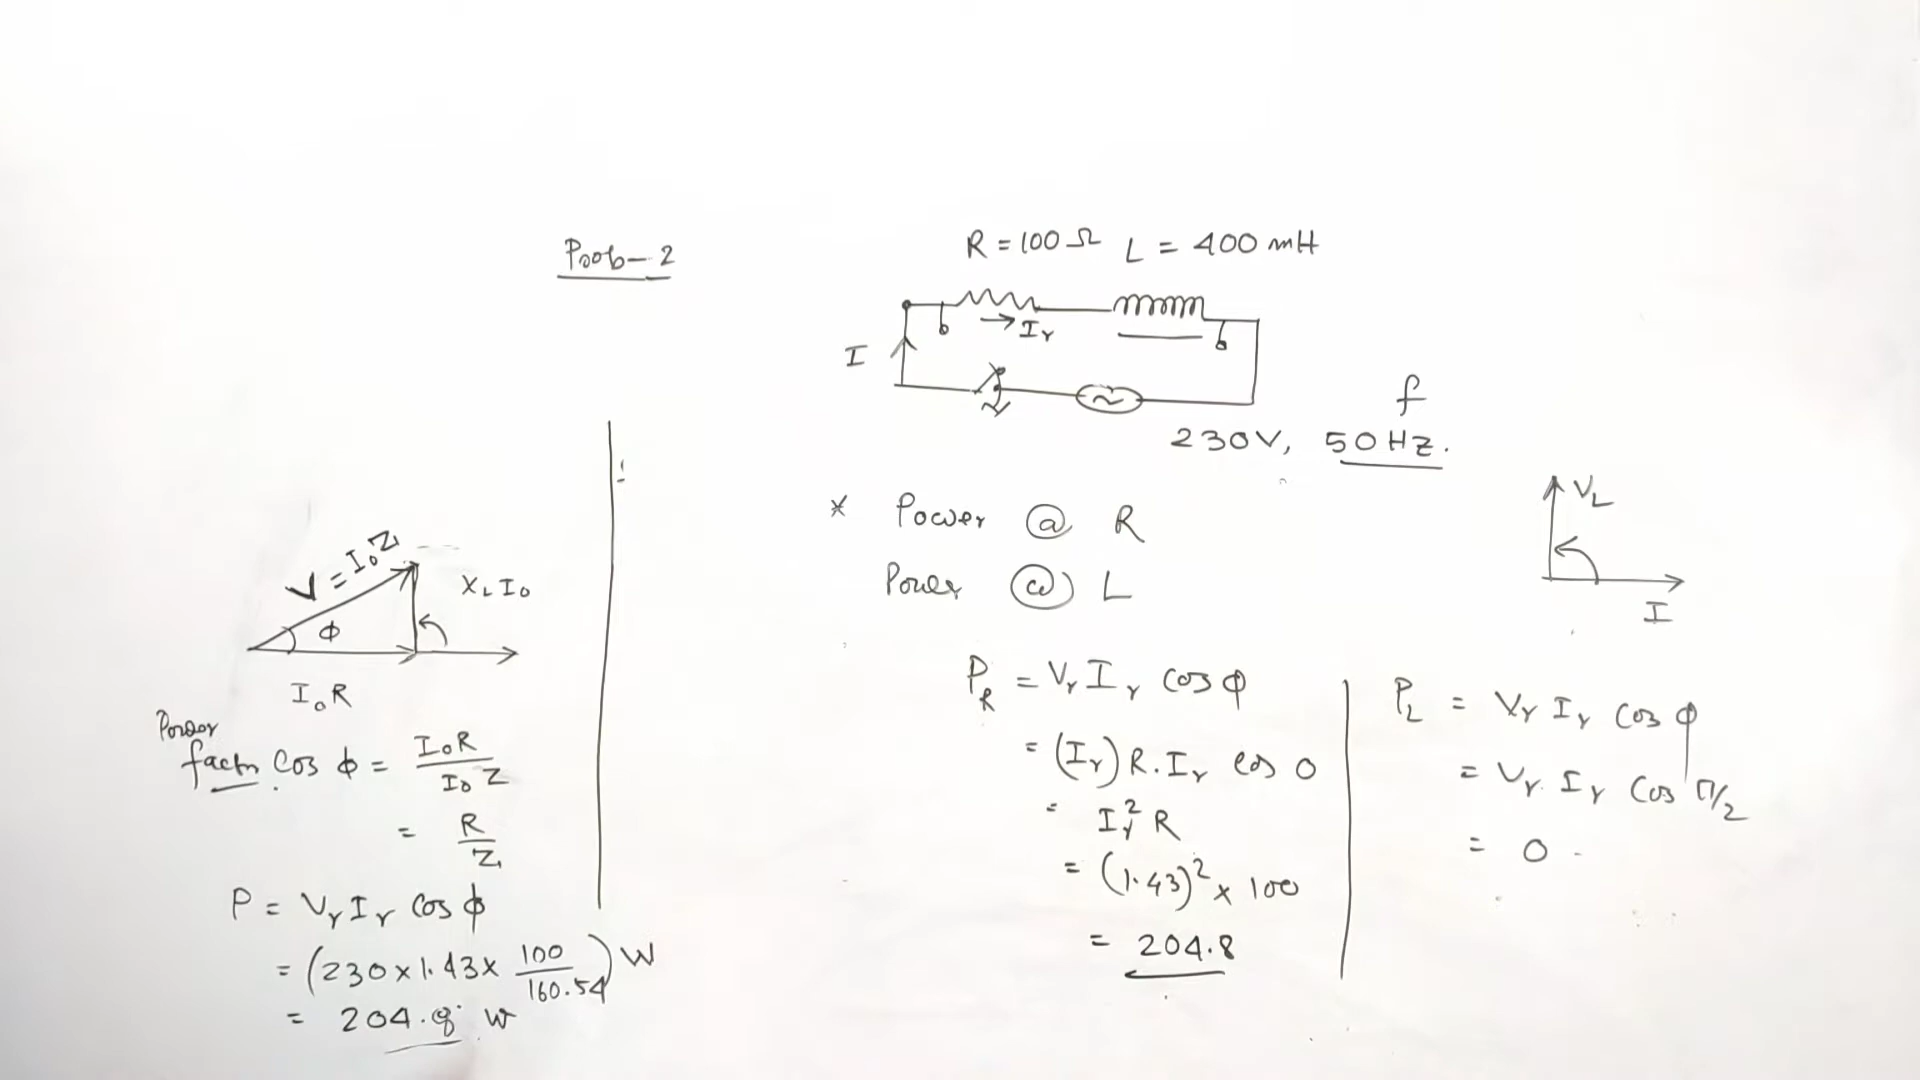 Prob-2
R = 100 Ω L = 400 mH
I
Ir
f
230V, 50 Hz.
* Power @ R
Power @ L
VL
I
V = I₀Z
XL I₀
ϕ
I₀R
Power
factor Cos ϕ = I₀R / I₀Z
= R / Z
P = Vr Ir Cos ϕ
= (230 x 1.43 x 100 / 160.54) W
= 204.8 W
PR = Vr Ir cos ϕ
= (Ir) R. Ir cos 0
= Ir² R
= (1.43)² x 100
= 204.8
PL = Vr Ir Cos ϕ
= Vr. Ir Cos π/2
= 0